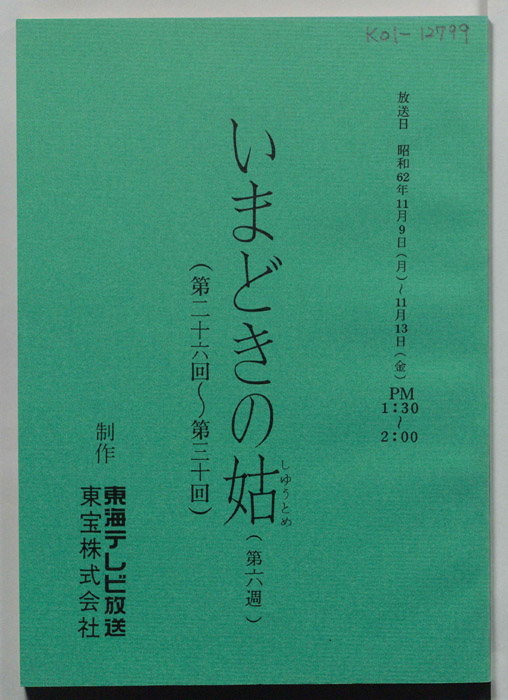 K01-12799
放送日 昭和62年11月9日(月)~11月13日(金)
PM
1:30
~
2:00
いまどきの姑(第六週)
しゅうとめ
(第二十六回~第三十回)
制作
東海テレビ放送
東宝株式会社